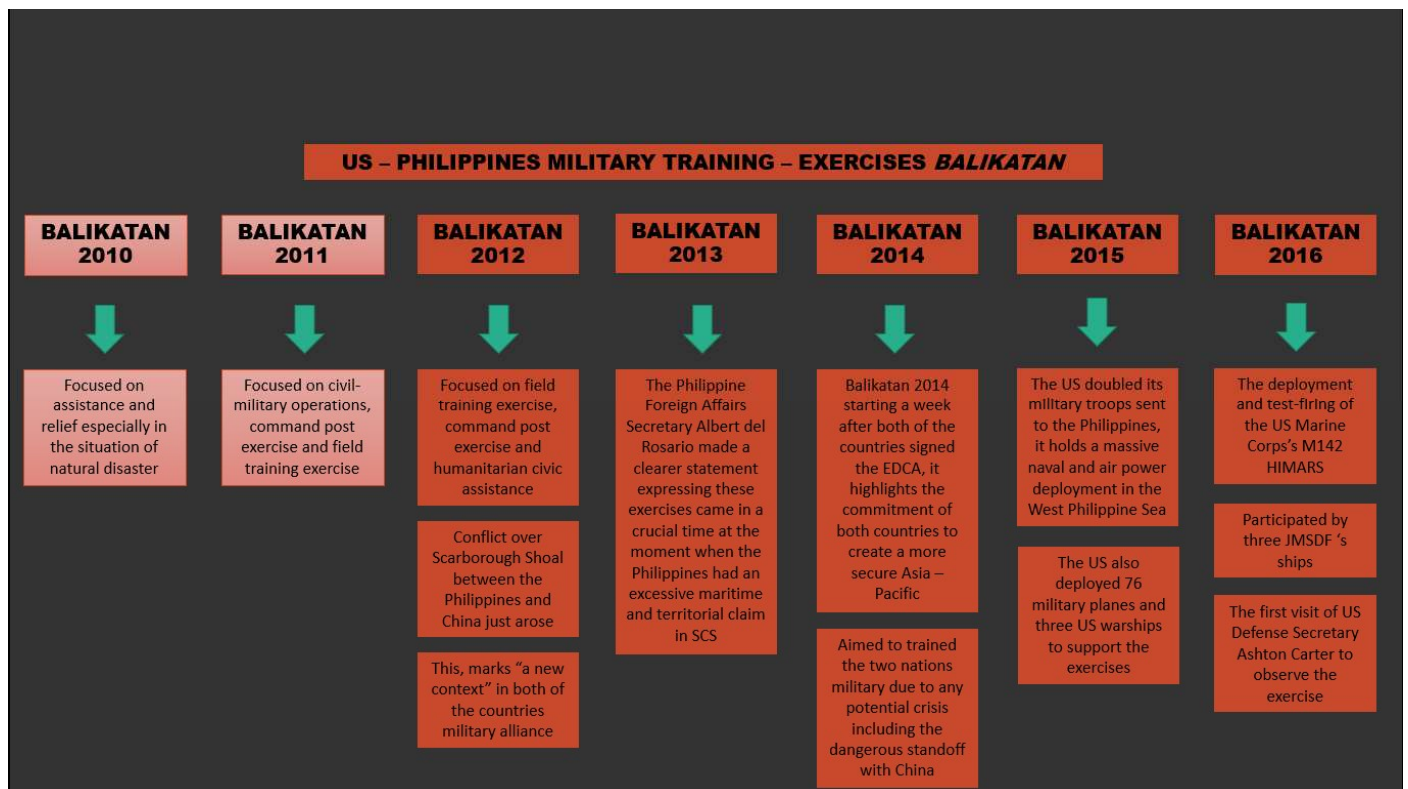 US – PHILIPPINES MILITARY TRAINING – EXERCISES BALIKATAN
BALIKATAN
2010
Focused on
assistance and
relief especially in
the situation of
natural disaster
BALIKATAN
2011
Focused on civil-
military operations,
command post
exercise and field
training exercise
BALIKATAN
2012
Focused on field
training exercise,
command post
exercise and
humanitarian civic
assistance
Conflict over
Scarborough Shoal
between the
Philippines and
China just arose
This, marks “a new
context” in both of
the countries
military alliance
BALIKATAN
2013
The Philippine
Foreign Affairs
Secretary Albert del
Rosario made a
clearer statement
expressing these
exercises came in a
crucial time at the
moment when the
Philippines had an
excessive maritime
and territorial claim
in SCS
BALIKATAN
2014
Balikatan 2014
starting a week
after both of the
countries signed
the EDCA, it
highlights the
commitment of
both countries to
create a more
secure Asia –
Pacific
Aimed to trained
the two nations
military due to any
potential crisis
including the
dangerous standoff
with China
BALIKATAN
2015
The US doubled its
military troops sent
to the Philippines,
it holds a massive
naval and air power
deployment in the
West Philippine Sea
The US also
deployed 76
military planes and
three US warships
to support the
exercises
BALIKATAN
2016
The deployment
and test-firing of
the US Marine
Corps’s M142
HIMARS
Participated by
three JMSDF ‘s
ships
The first visit of US
Defense Secretary
Ashton Carter to
observe the
exercise